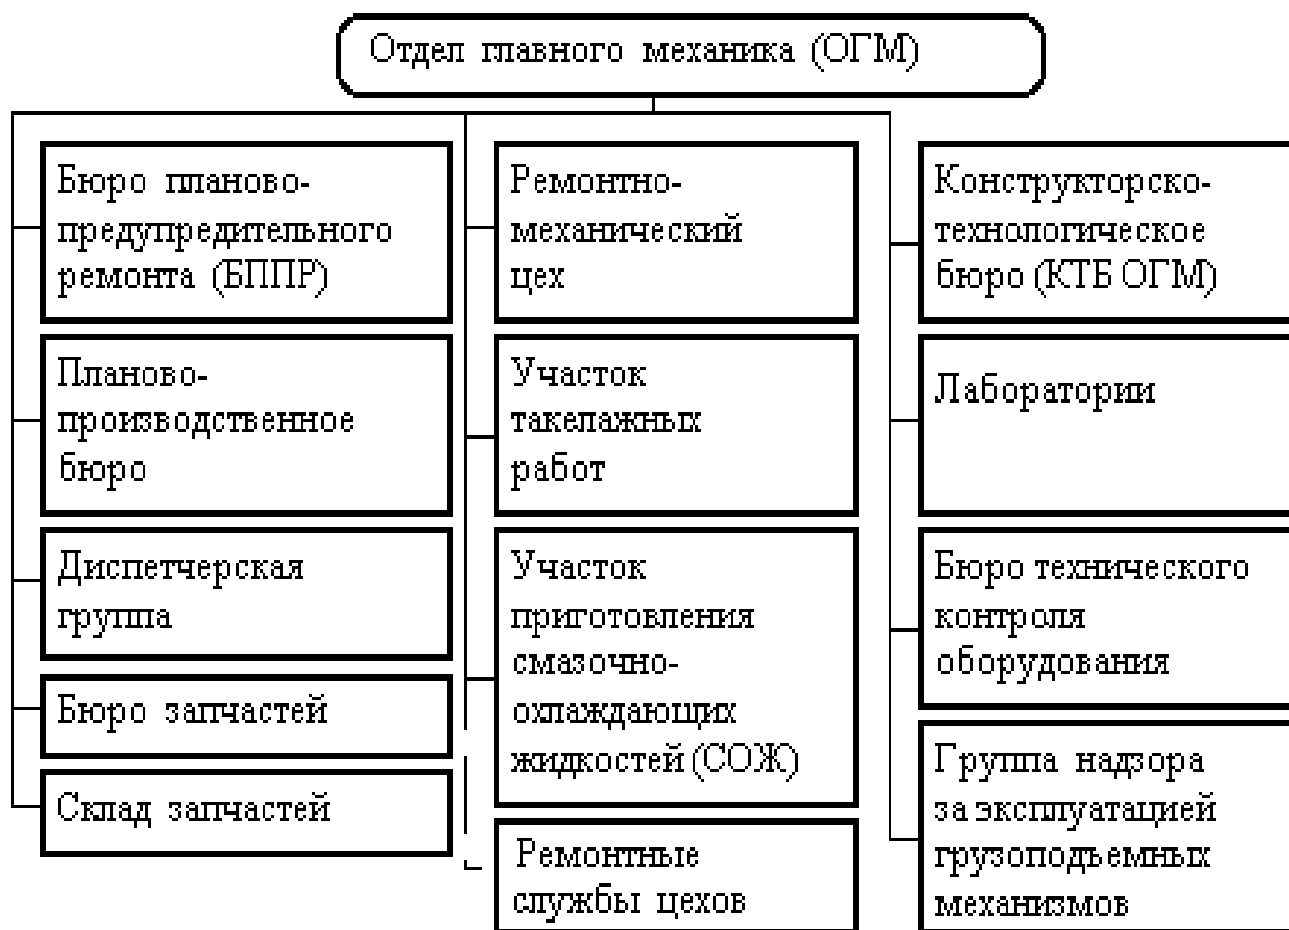 Отдел главного механика (ОГМ)
Бюро планово-
предупредительного
ремонта (БППР)
Планово-
производственное
бюро
Диспетчерская
группа
Бюро запчастей
Склад запчастей
Ремонтно-
механический
цех
Участок
такелажных
работ
Участок
приготовления
смазочно-
охлаждающих
жидкостей (СОЖ)
Ремонтные
службы цехов
Конструкторско-
технологическое
бюро (КТБ ОГМ)
Лаборатории
Бюро технического
контроля
оборудования
Группа надзора
за эксплуатацией
грузоподъемных
механизмов